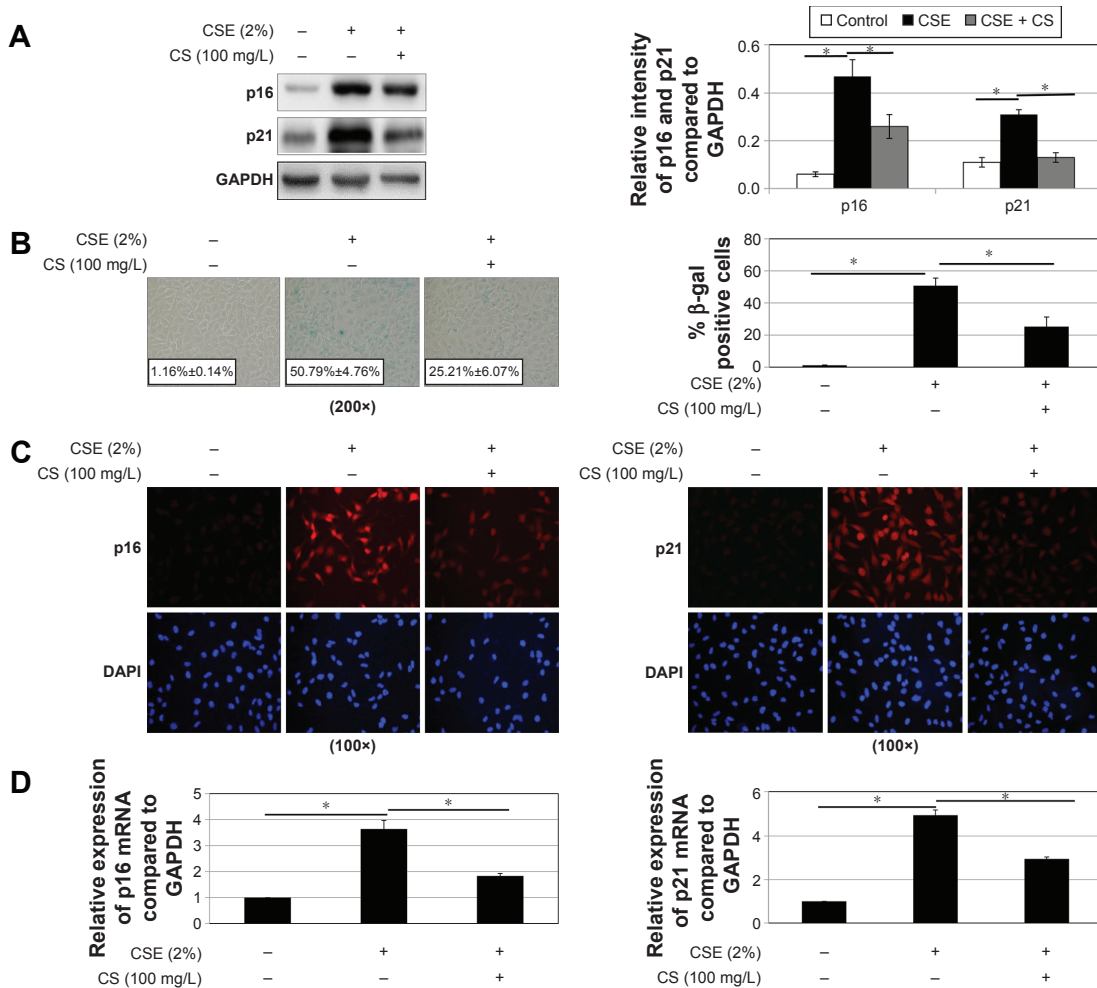 A
CSE (2%) – + +
CS (100 mg/L) – – +
p16
p21
GAPDH
Control CSE CSE + CS
Relative intensity
of p16 and p21
compared to
GAPDH
0.6
0.4
0.2
0.0
* * * *
p16 p21
B
CSE (2%) – + +
CS (100 mg/L) – – +
1.16%±0.14% 50.79%±4.76% 25.21%±6.07%
(200×)
% β-gal
positive cells
80
60
40
20
0
* *
CSE (2%) – + +
CS (100 mg/L) – – +
C
CSE (2%) – + +
CS (100 mg/L) – – +
p16
DAPI
(100×)
CSE (2%) – + +
CS (100 mg/L) – – +
p21
DAPI
(100×)
D
Relative expression
of p16 mRNA
compared to
GAPDH
5
4
3
2
1
0
* *
CSE (2%) – + +
CS (100 mg/L) – – +
Relative expression
of p21 mRNA
compared to
GAPDH
6
4
2
0
* *
CSE (2%) – + +
CS (100 mg/L) – – +